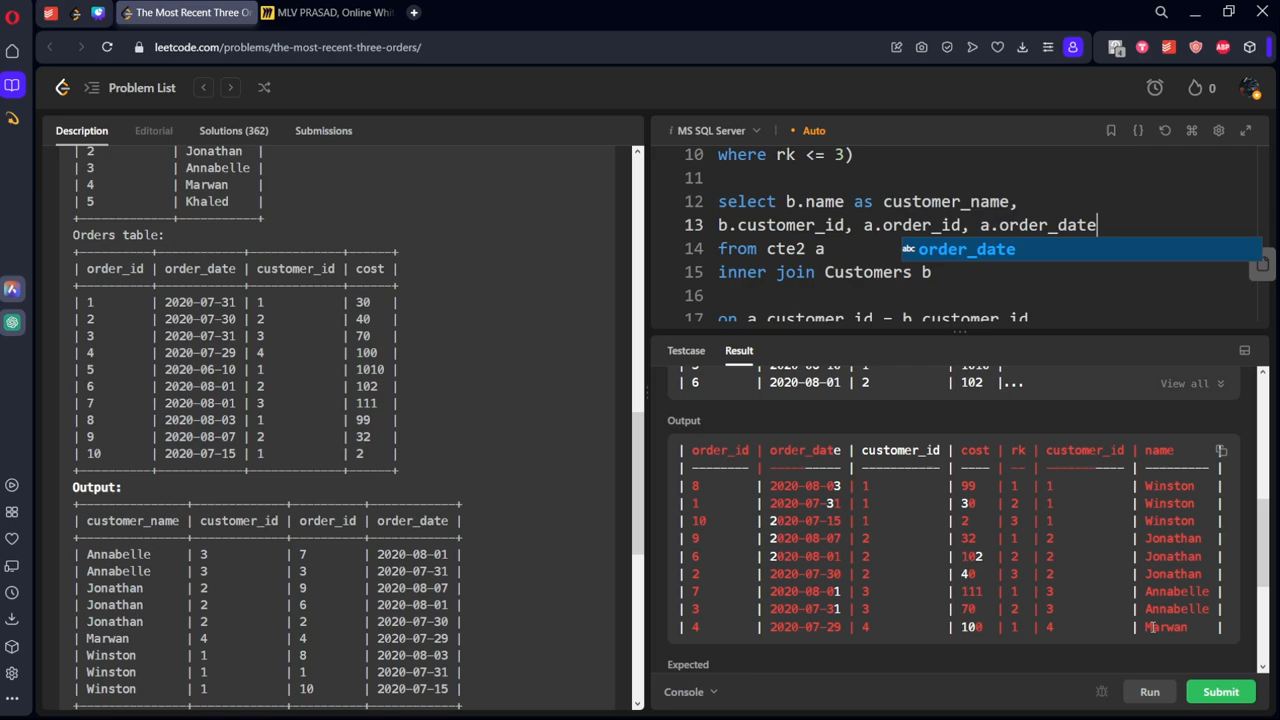 The Most Recent Three Or
MLV PRASAD, Online Whi
leetcode.com/problems/the-most-recent-three-orders/
Problem List
0
Description
Editorial
Solutions (362)
Submissions
| 2 | Jonathan |
| 3 | Annabelle |
| 4 | Marwan |
| 5 | Khaled |
+----------+-----------+
Orders table:
+----------+------------+-------------+------+
| order_id | order_date | customer_id | cost |
+----------+------------+-------------+------+
| 1 | 2020-07-31 | 1 | 30 |
| 2 | 2020-07-30 | 2 | 40 |
| 3 | 2020-07-31 | 3 | 70 |
| 4 | 2020-07-29 | 4 | 100 |
| 5 | 2020-06-10 | 1 | 1010 |
| 6 | 2020-08-01 | 2 | 102 |
| 7 | 2020-08-01 | 3 | 111 |
| 8 | 2020-08-03 | 1 | 99 |
| 9 | 2020-08-07 | 2 | 32 |
| 10 | 2020-07-15 | 1 | 2 |
+----------+------------+-------------+------+
Output:
+---------------+-------------+----------+------------+
| customer_name | customer_id | order_id | order_date |
+---------------+-------------+----------+------------+
| Annabelle | 3 | 7 | 2020-08-01 |
| Annabelle | 3 | 3 | 2020-07-31 |
| Jonathan | 2 | 9 | 2020-08-07 |
| Jonathan | 2 | 6 | 2020-08-01 |
| Jonathan | 2 | 2 | 2020-07-30 |
| Marwan | 4 | 4 | 2020-07-29 |
| Winston | 1 | 8 | 2020-08-03 |
| Winston | 1 | 1 | 2020-07-31 |
| Winston | 1 | 10 | 2020-07-15 |
+---------------+-------------+----------+------------+
i MS SQL Server
• Auto
10 where rk <= 3)
11
12 select b.name as customer_name,
13 b.customer_id, a.order_id, a.order_date
abc order_date
14 from cte2 a
15 inner join Customers b
16
17 on a.customer_id = b.customer_id
Testcase
Result
| 6 | 2020-08-01 | 2 | 102 |...
View all
Output
| order_id | order_date | customer_id | cost | rk | customer_id | name |
| -------- | ---------- | ----------- | ---- | -- | ----------- | --------- |
| 8 | 2020-08-03 | 1 | 99 | 1 | 1 | Winston |
| 1 | 2020-07-31 | 1 | 30 | 2 | 1 | Winston |
| 10 | 2020-07-15 | 1 | 2 | 3 | 1 | Winston |
| 9 | 2020-08-07 | 2 | 32 | 1 | 2 | Jonathan |
| 6 | 2020-08-01 | 2 | 102 | 2 | 2 | Jonathan |
| 2 | 2020-07-30 | 2 | 40 | 3 | 2 | Jonathan |
| 7 | 2020-08-01 | 3 | 111 | 1 | 3 | Annabelle |
| 3 | 2020-07-31 | 3 | 70 | 2 | 3 | Annabelle |
| 4 | 2020-07-29 | 4 | 100 | 1 | 4 | Marwan |
Expected
Console
Run
Submit